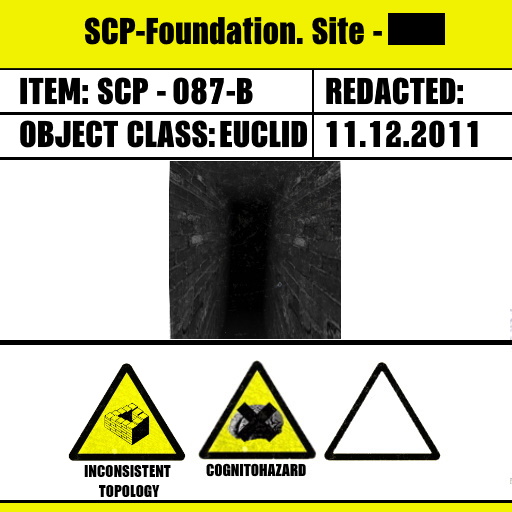 SCP-Foundation. Site -
ITEM: SCP - 087-B
REDACTED:
OBJECT CLASS: EUCLID
11.12.2011
INCONSISTENT
TOPOLOGY
COGNITOHAZARD